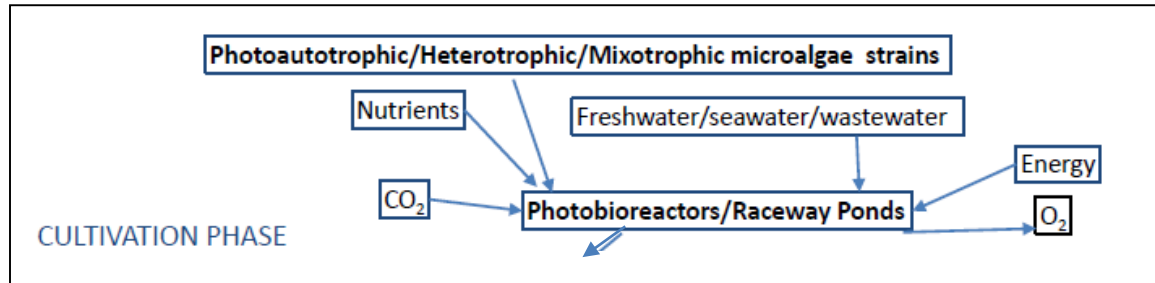 Photoautotrophic/Heterotrophic/Mixotrophic microalgae strains
Nutrients
Freshwater/seawater/wastewater
Energy
CO₂
Photobioreactors/Raceway Ponds
O₂
CULTIVATION PHASE